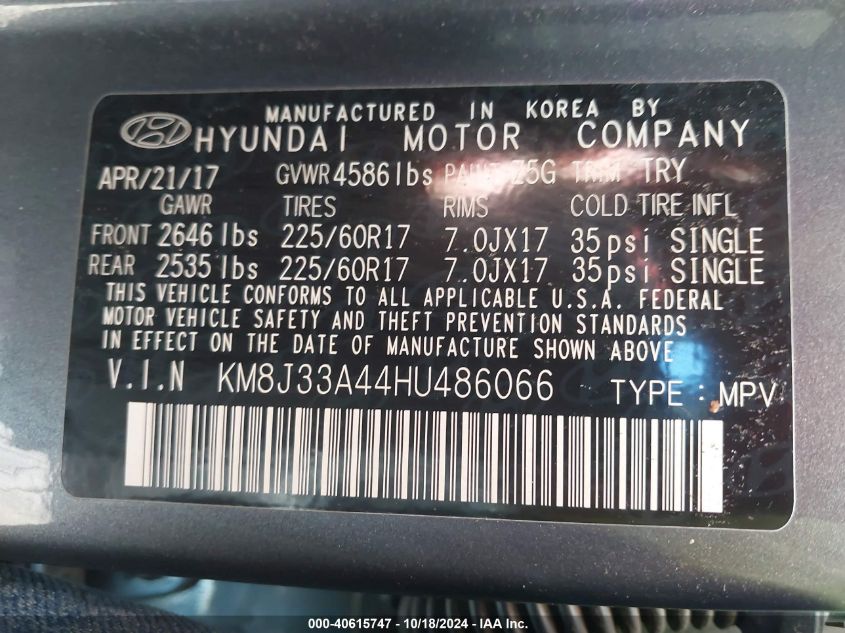 MANUFACTURED IN KOREA BY
HYUNDAI MOTOR COMPANY
APR/21/17 GVWR 4586lbs PAINT Z5G TRIM TRY
GAWR TIRES RIMS COLD TIRE INFL
FRONT 2646 lbs 225/60R17 7.0JX17 35psi SINGLE
REAR 2535 lbs 225/60R17 7.0JX17 35psi SINGLE
THIS VEHICLE CONFORMS TO ALL APPLICABLE U.S.A. FEDERAL
MOTOR VEHICLE SAFETY AND THEFT PREVENTION STANDARDS
IN EFFECT ON THE DATE OF MANUFACTURE SHOWN ABOVE
V.I.N KM8J33A44HU486066 TYPE : MPV
000-40615747 - 10/18/2024 - IAA Inc.